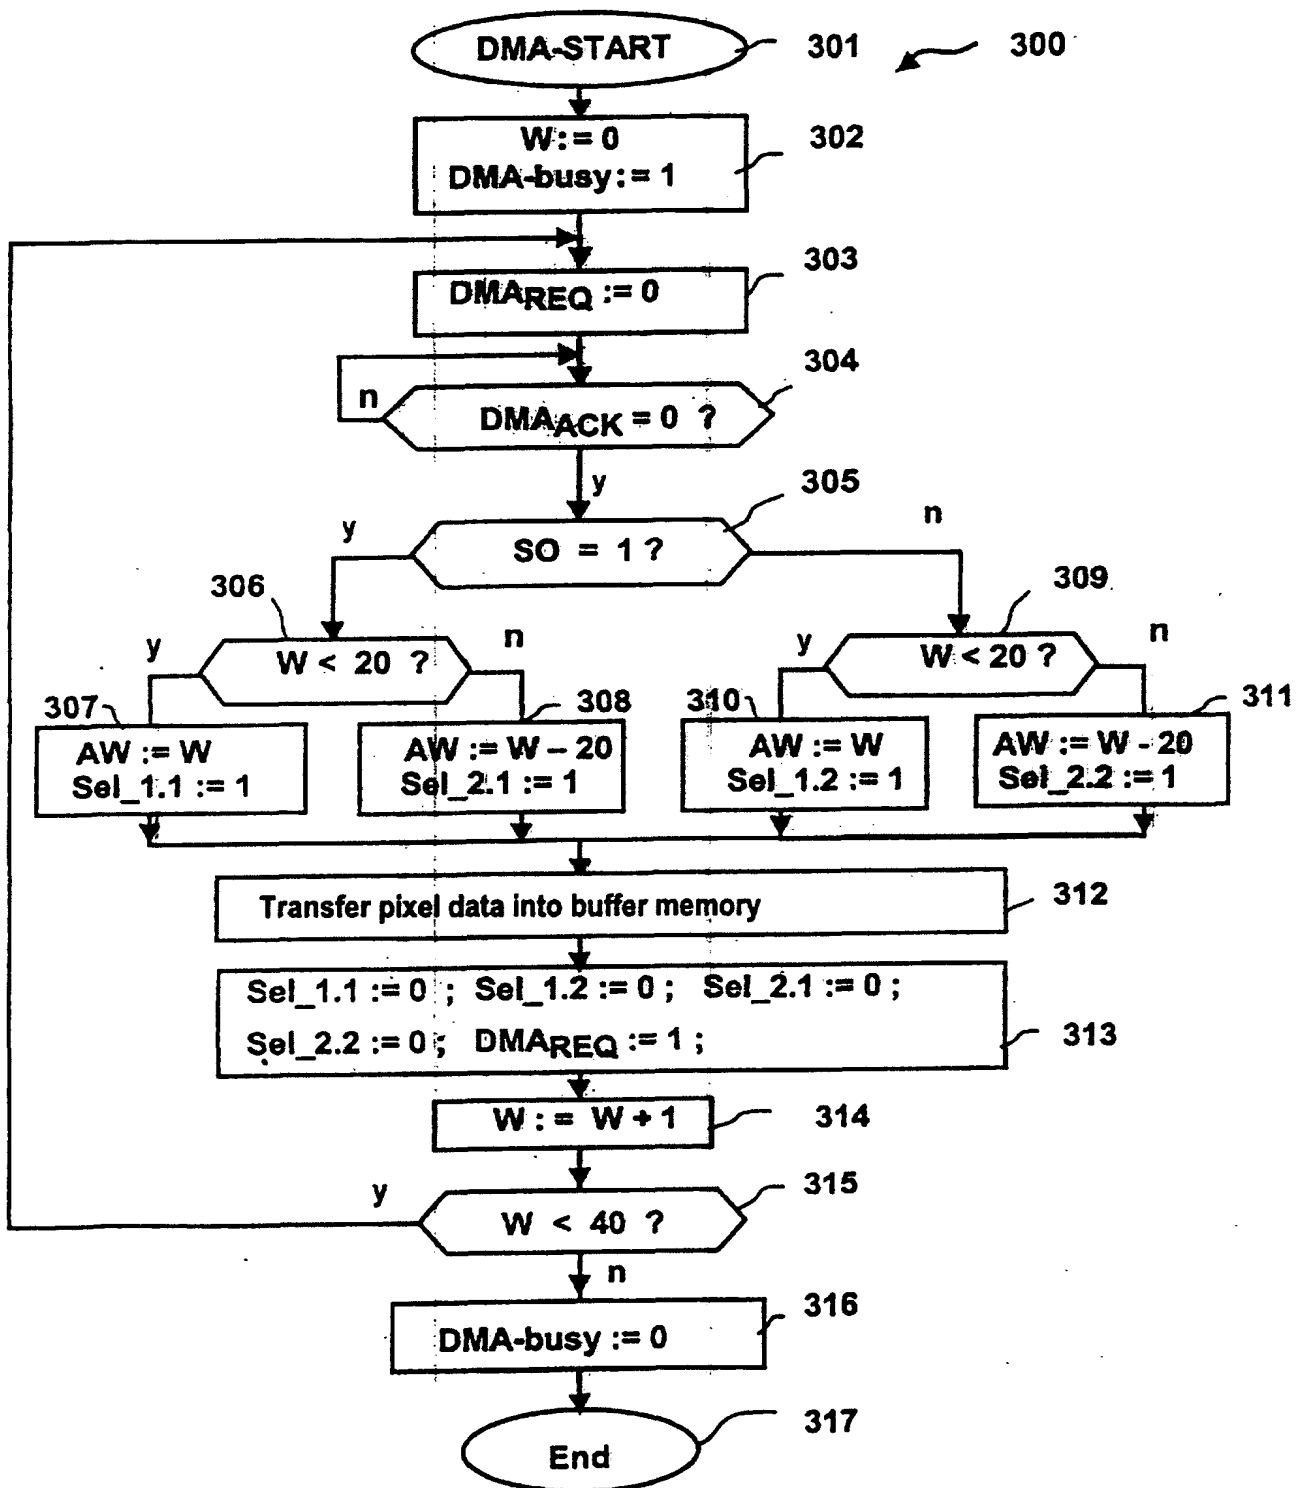 DMA-START 301 300
W := 0
DMA-busy := 1
302
303
DMAREQ := 0
304
n
DMAACK = 0 ?
y
305
y
n
SO = 1 ?
306
309
y
W < 20 ?
n
y
W < 20 ?
n
307
AW := W
Sel_1.1 := 1
308
AW := W – 20
Sel_2.1 := 1
310
AW := W
Sel_1.2 := 1
311
AW := W - 20
Sel_2.2 := 1
Transfer pixel data into buffer memory
312
Sel_1.1 := 0 ; Sel_1.2 := 0 ; Sel_2.1 := 0 ;
Sel_2.2 := 0 ; DMAREQ := 1 ;
313
W := W + 1
314
y
315
W < 40 ?
n
316
DMA-busy := 0
317
End